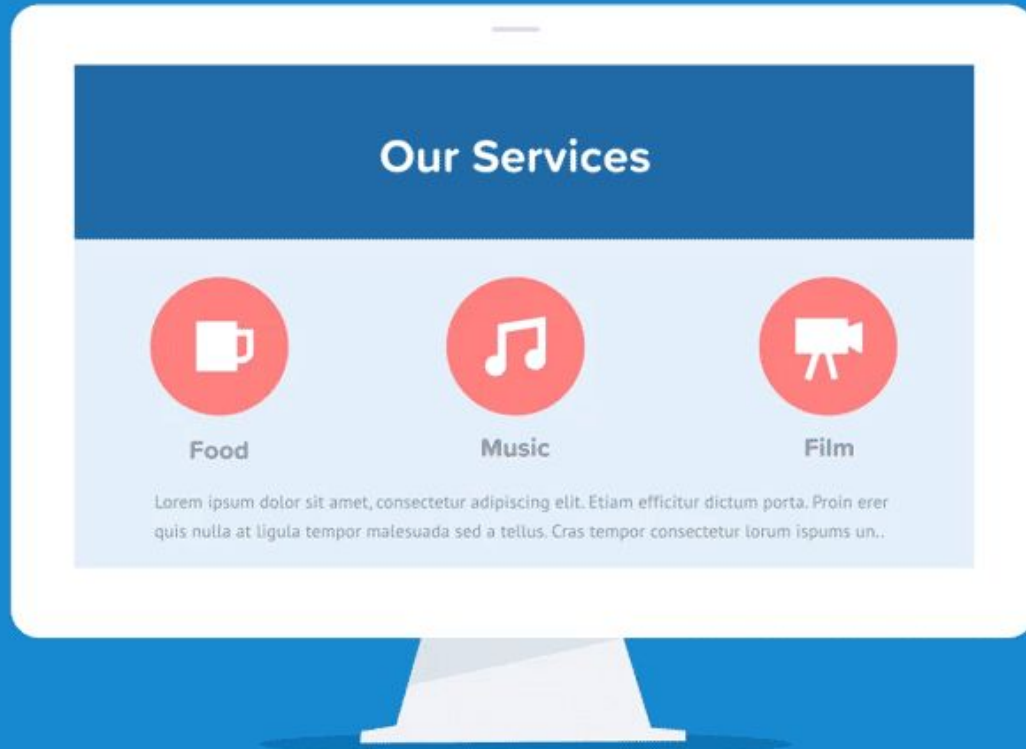 Our Services
Food
Music
Film
Lorem ipsum dolor sit amet, consectetur adipiscing elit. Etiam efficitur dictum porta. Proin erer
quis nulla at ligula tempor malesuada sed a tellus. Cras tempor consectetur lorum ispums un..